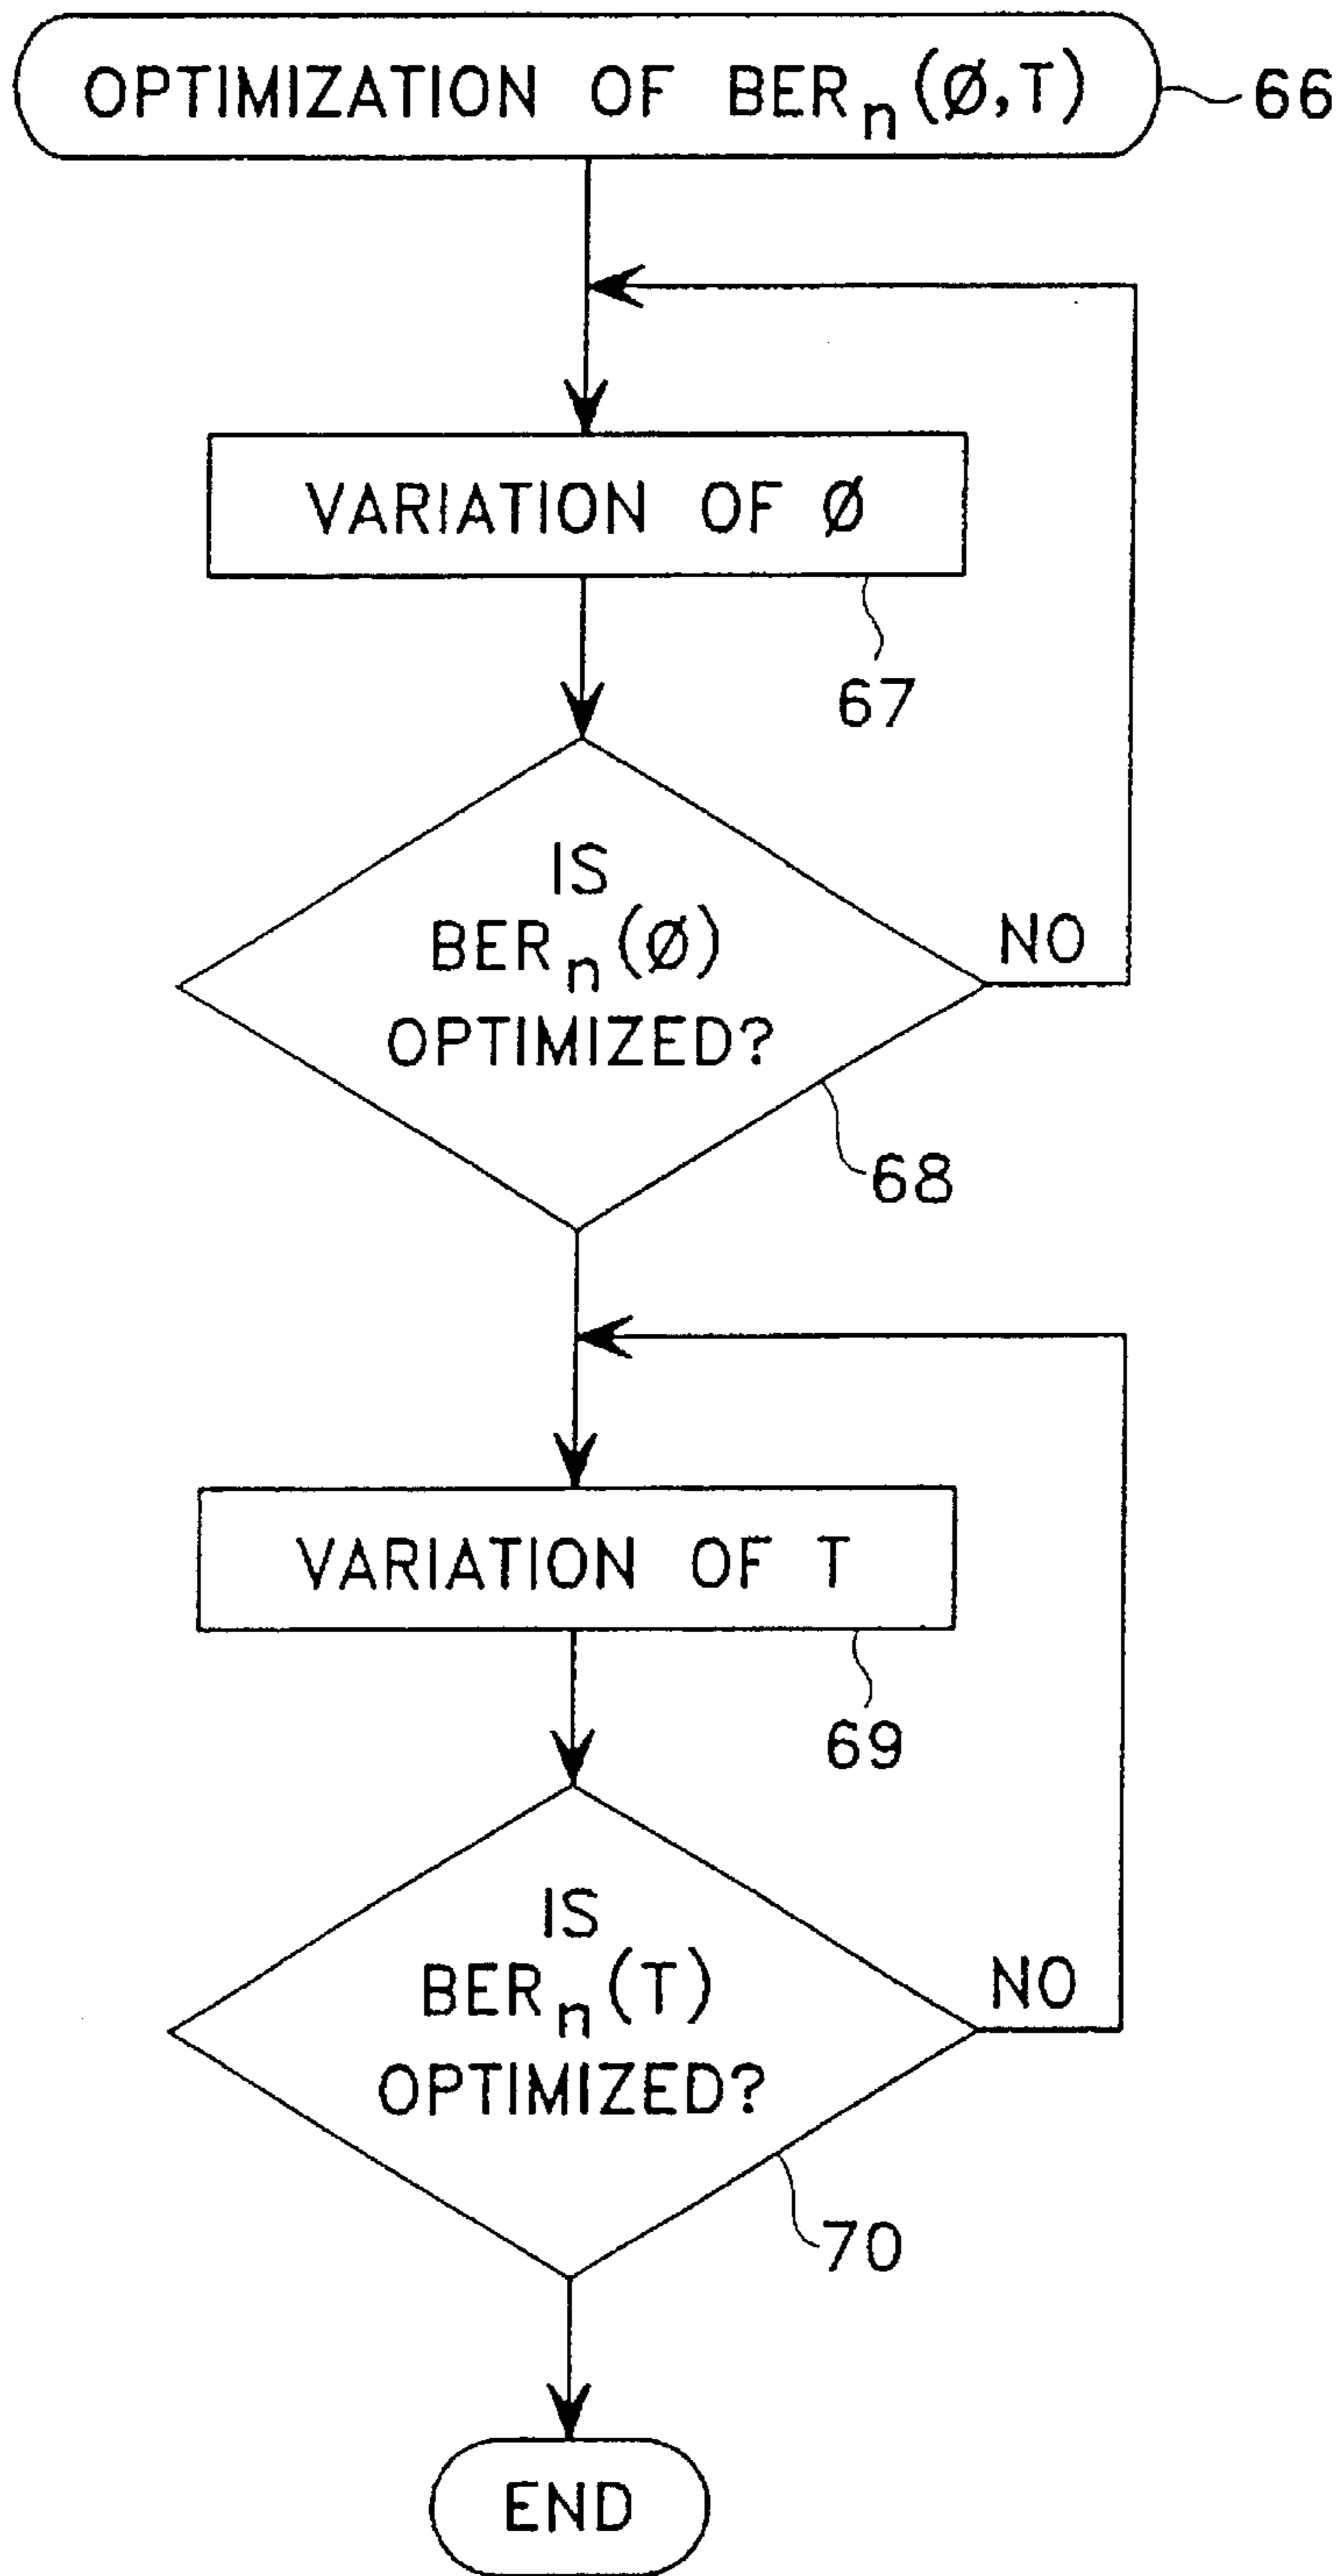 OPTIMIZATION OF BERₙ(Ø,T)
66
VARIATION OF Ø
67
IS
BERₙ(Ø)
OPTIMIZED?
NO
68
VARIATION OF T
69
IS
BERₙ(T)
OPTIMIZED?
NO
70
END